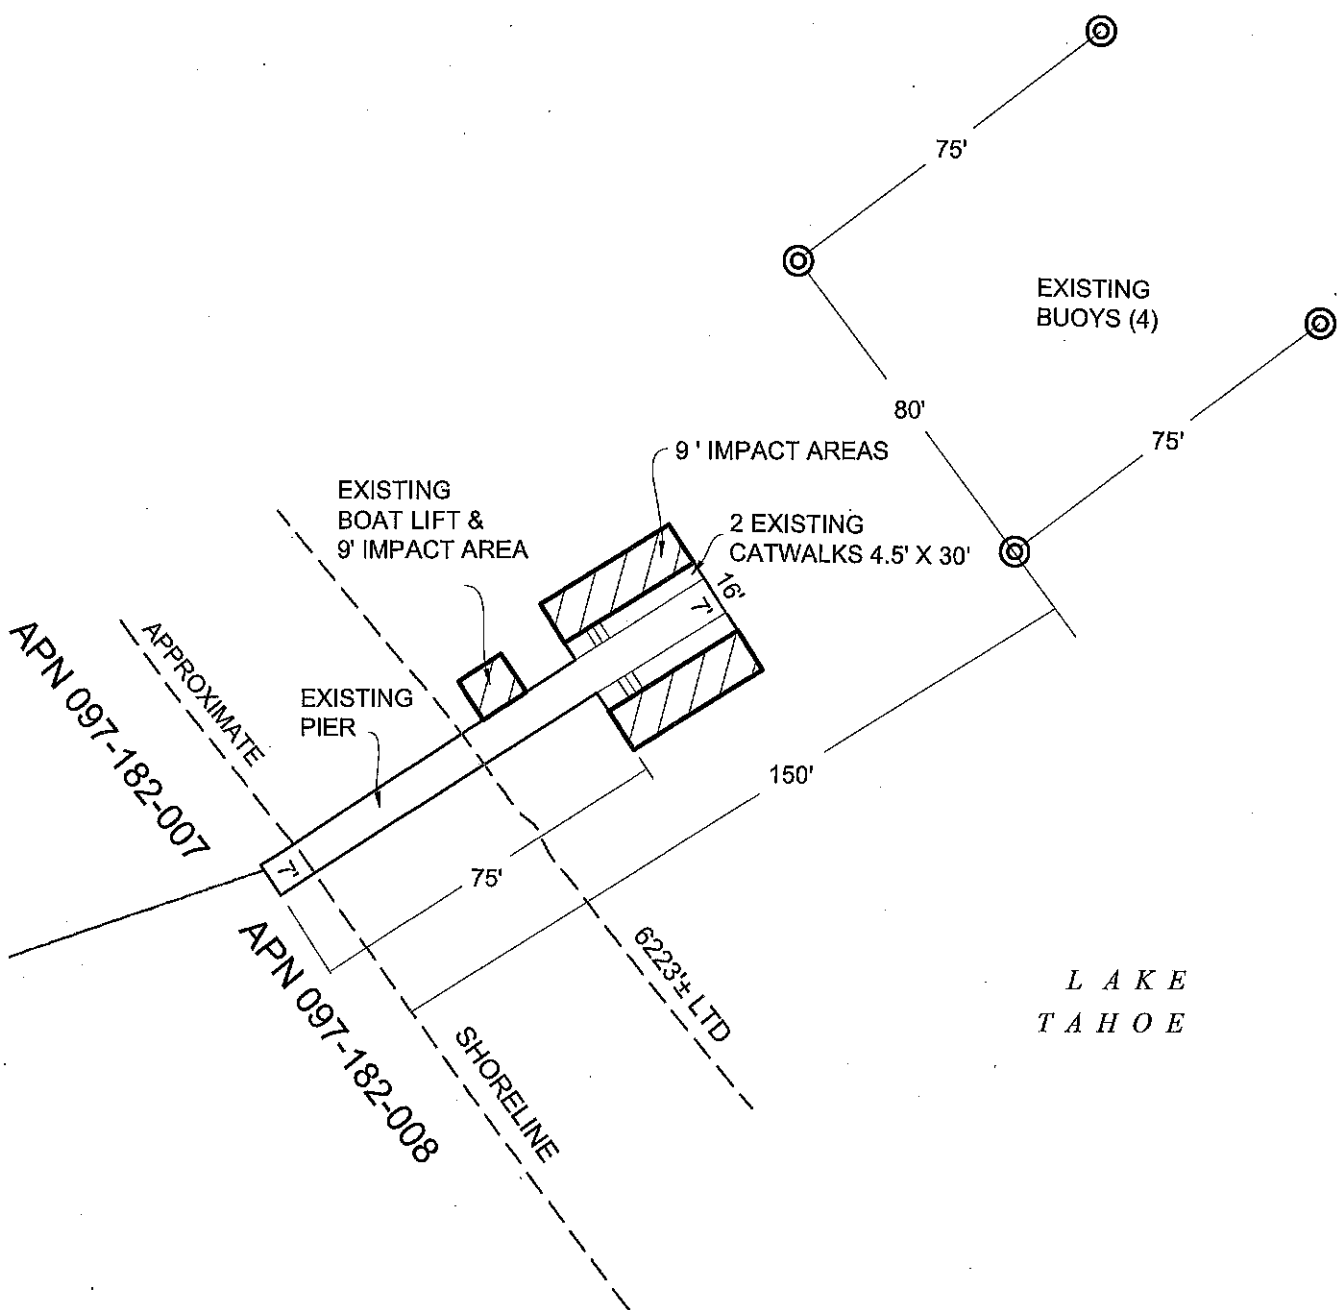 75'
EXISTING
BUOYS (4)
80'
75'
9 ' IMPACT AREAS
EXISTING
BOAT LIFT &
9' IMPACT AREA
2 EXISTING
CATWALKS 4.5' X 30'
16'
7'
APPROXIMATE
APN 097-182-007
EXISTING
PIER
150'
7'
75'
APN 097-182-008
6223'± LTD
SHORELINE
LAKE
TAHOE